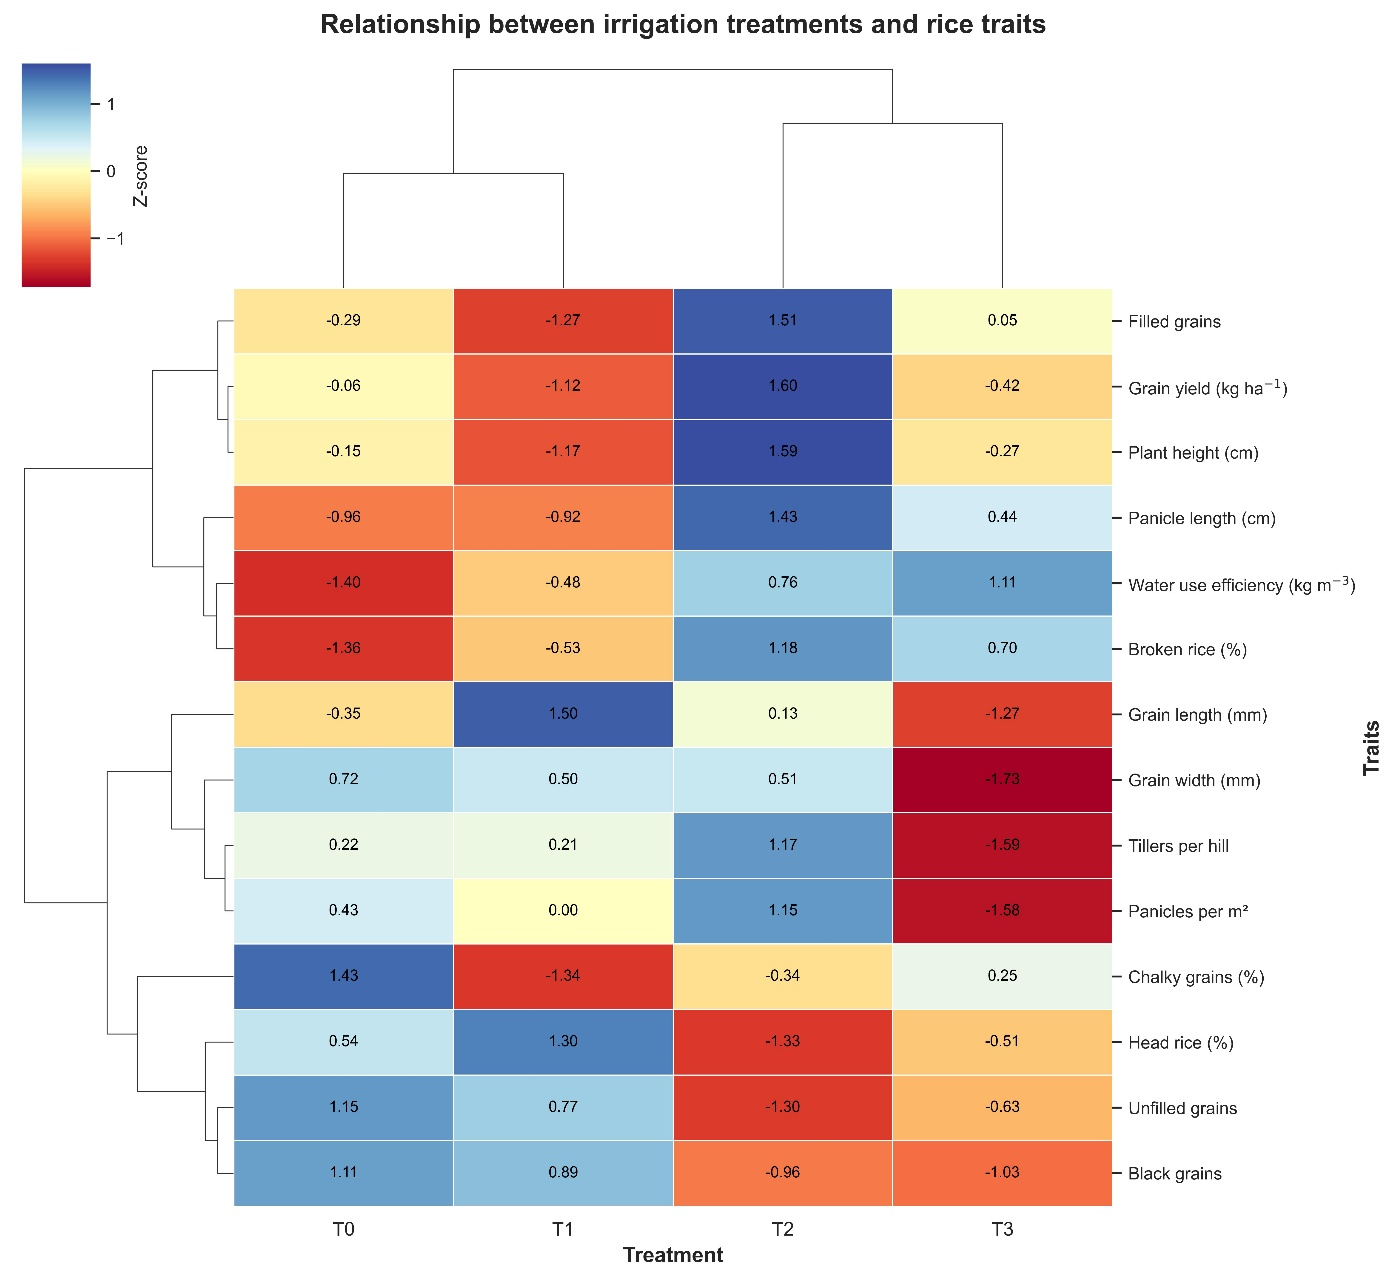 Relationship between irrigation treatments and rice traits
1
0
−1
Z-score
-0.29 -1.27 1.51 0.05 Filled grains
-0.06 -1.12 1.60 -0.42 Grain yield (kg ha⁻¹)
-0.15 -1.17 1.59 -0.27 Plant height (cm)
-0.96 -0.92 1.43 0.44 Panicle length (cm)
-1.40 -0.48 0.76 1.11 Water use efficiency (kg m⁻³)
-1.36 -0.53 1.18 0.70 Broken rice (%)
-0.35 1.50 0.13 -1.27 Grain length (mm)
0.72 0.50 0.51 -1.73 Grain width (mm)
0.22 0.21 1.17 -1.59 Tillers per hill
0.43 0.00 1.15 -1.58 Panicles per m²
1.43 -1.34 -0.34 0.25 Chalky grains (%)
0.54 1.30 -1.33 -0.51 Head rice (%)
1.15 0.77 -1.30 -0.63 Unfilled grains
1.11 0.89 -0.96 -1.03 Black grains
Traits
T0 T1 T2 T3
Treatment